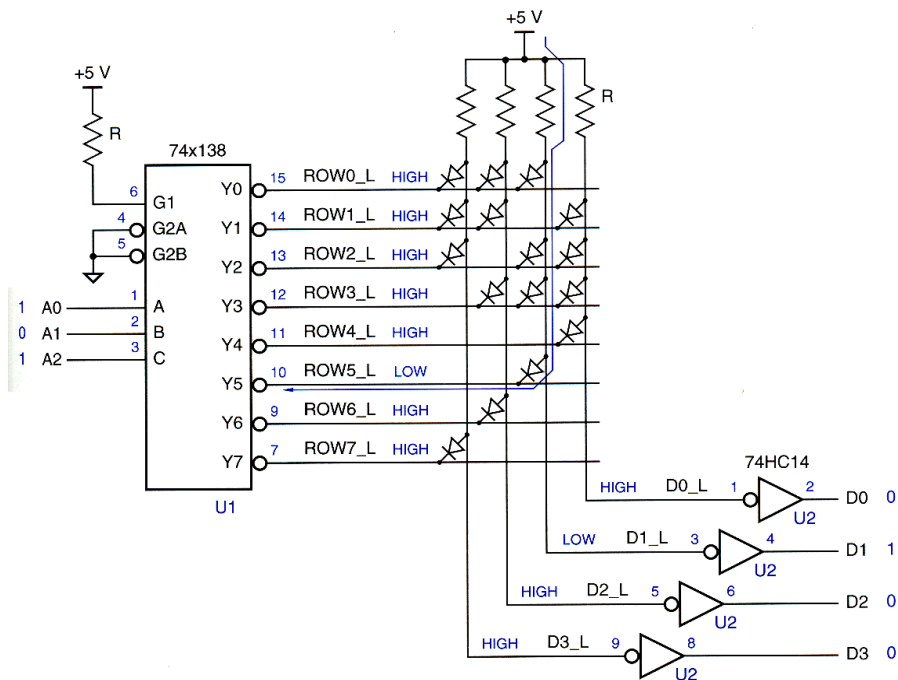 +5 V
+5 V
R
R
74x138
6 G1
4 G2A
5 G2B
1 A0 1 A
0 A1 2 B
1 A2 3 C
Y0 15 ROW0_L HIGH
Y1 14 ROW1_L HIGH
Y2 13 ROW2_L HIGH
Y3 12 ROW3_L HIGH
Y4 11 ROW4_L HIGH
Y5 10 ROW5_L LOW
Y6 9 ROW6_L HIGH
Y7 7 ROW7_L HIGH
U1
74HC14
HIGH D0_L 1 2 D0 0
U2
LOW D1_L 3 4 D1 1
U2
HIGH D2_L 5 6 D2 0
U2
HIGH D3_L 9 8 D3 0
U2